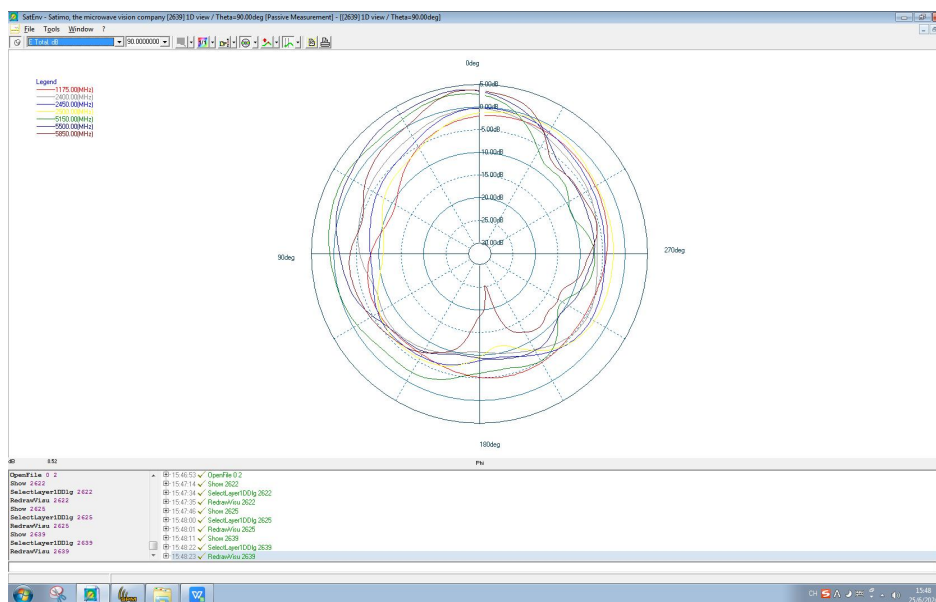 SatEnv - Satimo, the microwave vision company [2639] 1D view / Theta=90.00deg [Passive Measurement] - [[2639] 1D view / Theta=90.00deg]
File Tools Window ?
E Total dB 90.0000000
0deg
Legend
1175.00(MHz)
2400.00(MHz)
2450.00(MHz)
5150.00(MHz)
5500.00(MHz)
5850.00(MHz)
5.00dB
0.00dB
-5.00dB
-10.00dB
-15.00dB
-20.00dB
-25.00dB
-30.00dB
90deg
270deg
180deg
dB 0.52 Phi
OpenFile 0 2
Show 2622
SelectLayer1DDlg 2622
RedrawVisu 2622
Show 2625
SelectLayer1DDlg 2625
RedrawVisu 2625
Show 2639
SelectLayer1DDlg 2639
RedrawVisu 2639
15:46:53 OpenFile 0 2
15:47:14 Show 2622
15:47:34 SelectLayer1DDlg 2622
15:47:35 RedrawVisu 2622
15:47:46 Show 2625
15:48:00 SelectLayer1DDlg 2625
15:48:01 RedrawVisu 2625
15:48:11 Show 2639
15:48:22 SelectLayer1DDlg 2639
15:48:23 RedrawVisu 2639
CH
15:48